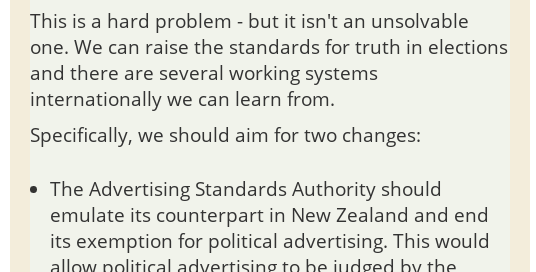 This is a hard problem - but it isn't an unsolvable
one. We can raise the standards for truth in elections
and there are several working systems
internationally we can learn from.
Specifically, we should aim for two changes:
• The Advertising Standards Authority should
emulate its counterpart in New Zealand and end
its exemption for political advertising. This would
allow political advertising to be judged by the